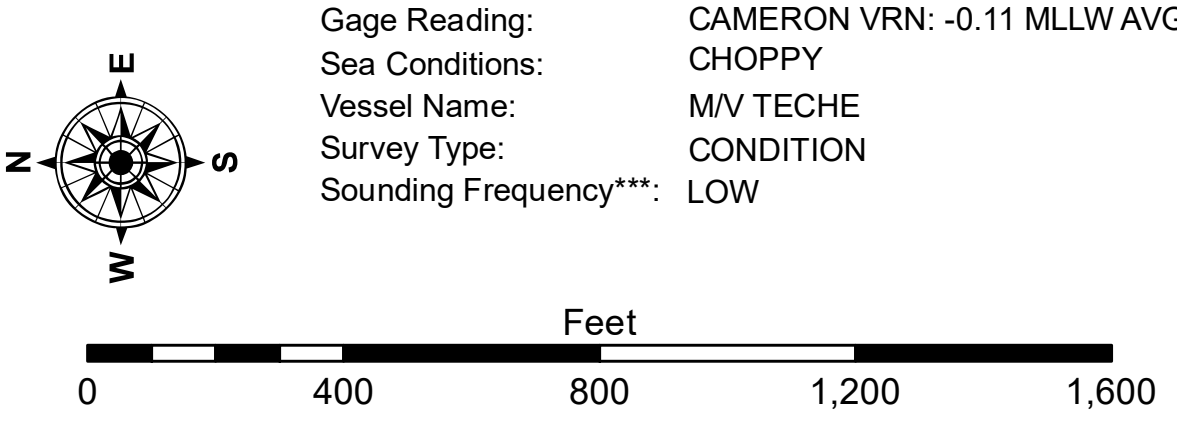 Gage Reading: CAMERON VRN: -0.11 MLLW AVG
Sea Conditions: CHOPPY
Vessel Name: M/V TECHE
Survey Type: CONDITION
Sounding Frequency***: LOW
E
N S
W
Feet
0 400 800 1,200 1,600